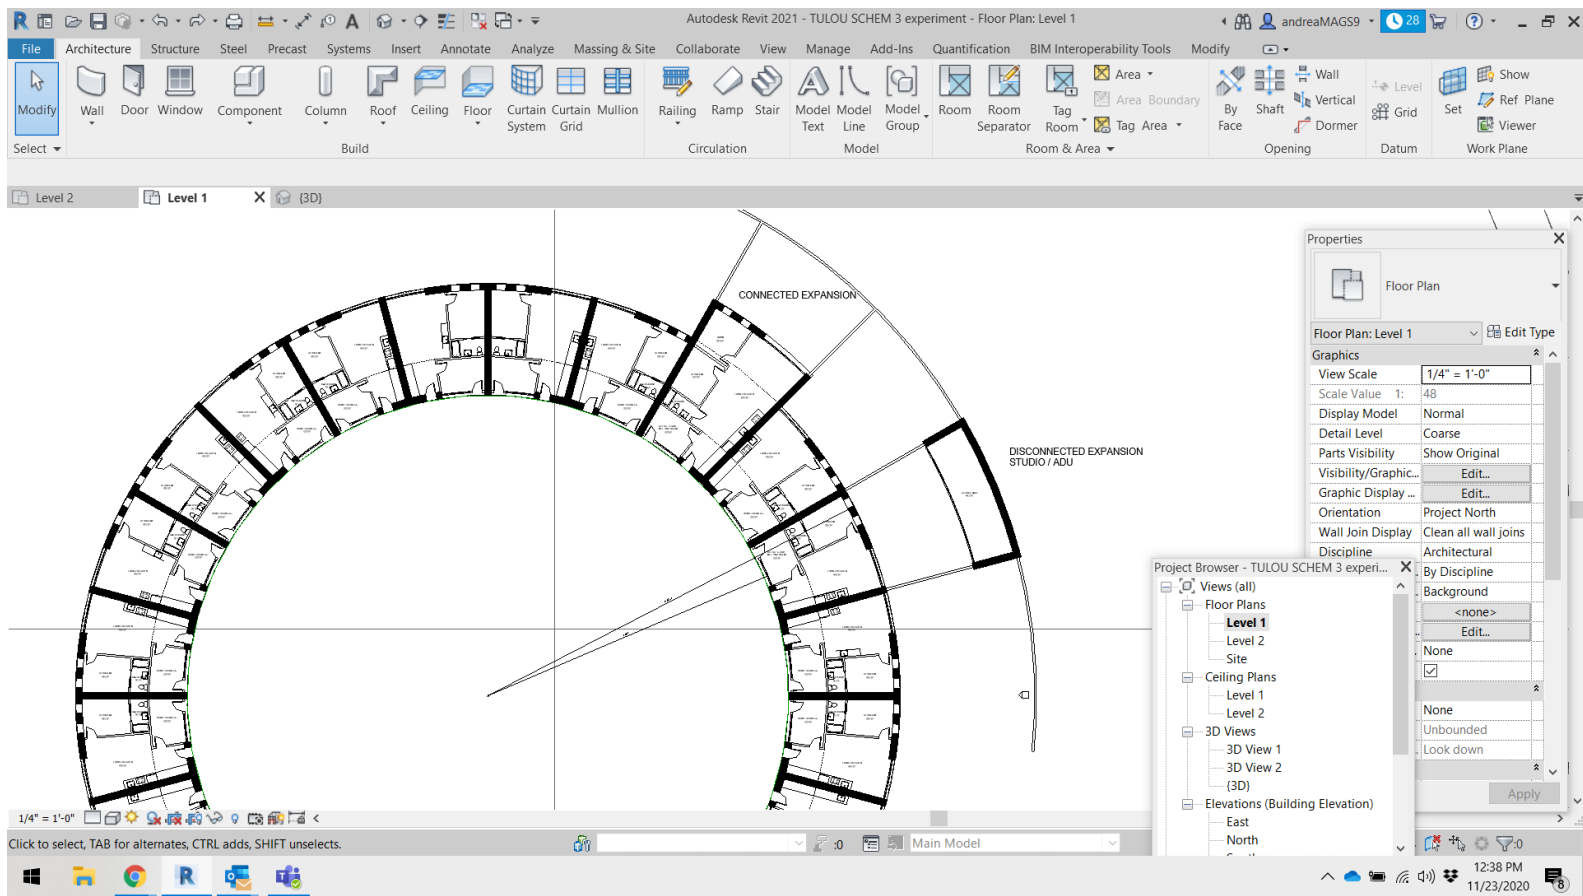 Autodesk Revit 2021 - TULOU SCHEM 3 experiment - Floor Plan: Level 1
andreaMAGS9
28
File Architecture Structure Steel Precast Systems Insert Annotate Analyze Massing & Site Collaborate View Manage Add-Ins Quantification BIM Interoperability Tools Modify
Modify
Wall
Door
Window
Component
Column
Roof
Ceiling
Floor
Curtain System
Curtain Grid
Mullion
Railing
Ramp
Stair
Model Text
Model Line
Model Group
Room
Room Separator
Tag Room
Area
Area Boundary
Tag Area
By Face
Shaft
Wall
Vertical
Dormer
Level
Grid
Set
Show
Ref Plane
Viewer
Select
Build
Circulation
Model
Room & Area
Opening
Datum
Work Plane
Level 2
Level 1
{3D}
CONNECTED EXPANSION
DISCONNECTED EXPANSION
STUDIO / ADU
Properties
Floor Plan
Floor Plan: Level 1
Edit Type
Graphics
View Scale 1/4" = 1'-0"
Scale Value 1: 48
Display Model Normal
Detail Level Coarse
Parts Visibility Show Original
Visibility/Graphic... Edit...
Graphic Display ... Edit...
Orientation Project North
Wall Join Display Clean all wall joins
Discipline Architectural
By Discipline
Background
<none>
Edit...
None
None
Unbounded
Look down
Apply
Project Browser - TULOU SCHEM 3 experi...
Views (all)
Floor Plans
Level 1
Level 2
Site
Ceiling Plans
Level 1
Level 2
3D Views
3D View 1
3D View 2
{3D}
Elevations (Building Elevation)
East
North
1/4" = 1'-0"
Click to select, TAB for alternates, CTRL adds, SHIFT unselects.
:0
Main Model
:0
12:38 PM
11/23/2020
8